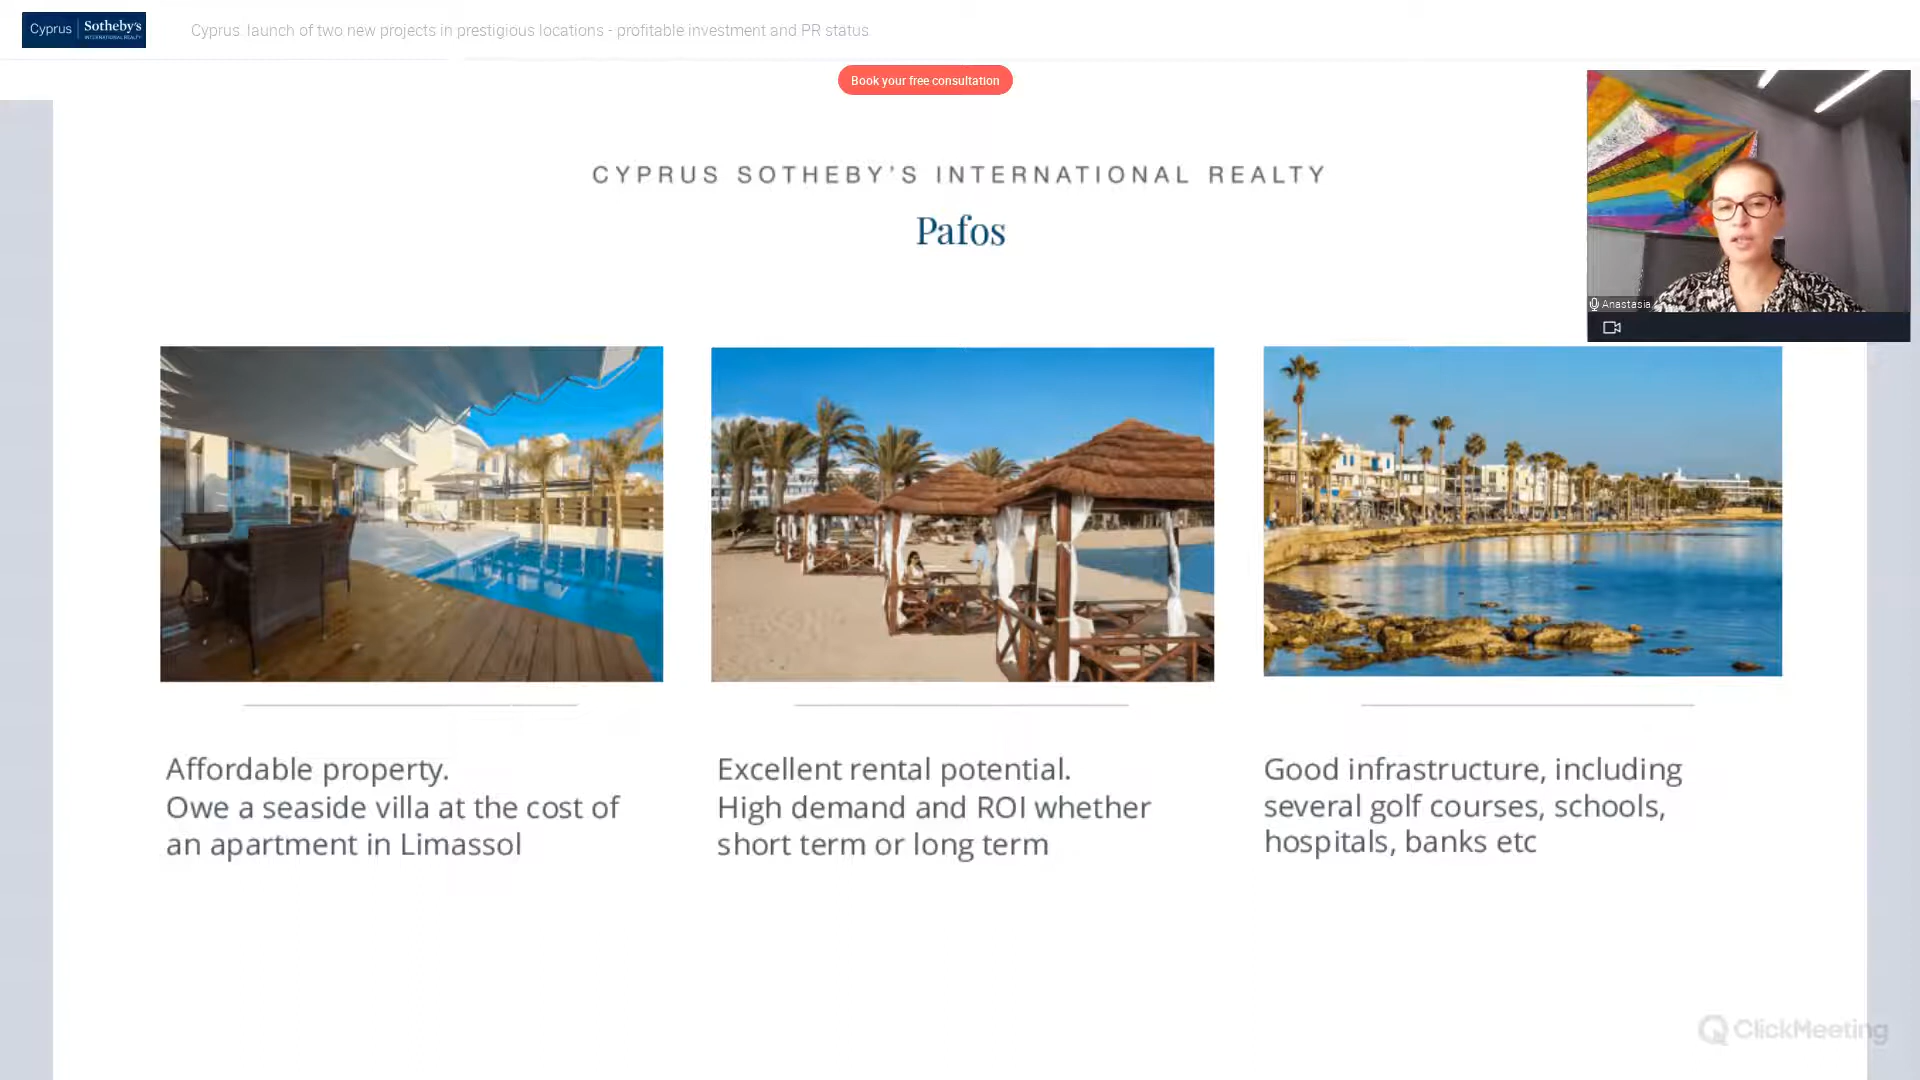 Cyprus Sotheby's
INTERNATIONAL REALTY
Cyprus launch of two new projects in prestigious locations - profitable investment and PR status
Book your free consultation
CYPRUS SOTHEBY'S INTERNATIONAL REALTY
Pafos
Anastasia
Affordable property.
Owe a seaside villa at the cost of
an apartment in Limassol
Excellent rental potential.
High demand and ROI whether
short term or long term
Good infrastructure, including
several golf courses, schools,
hospitals, banks etc
ClickMeeting